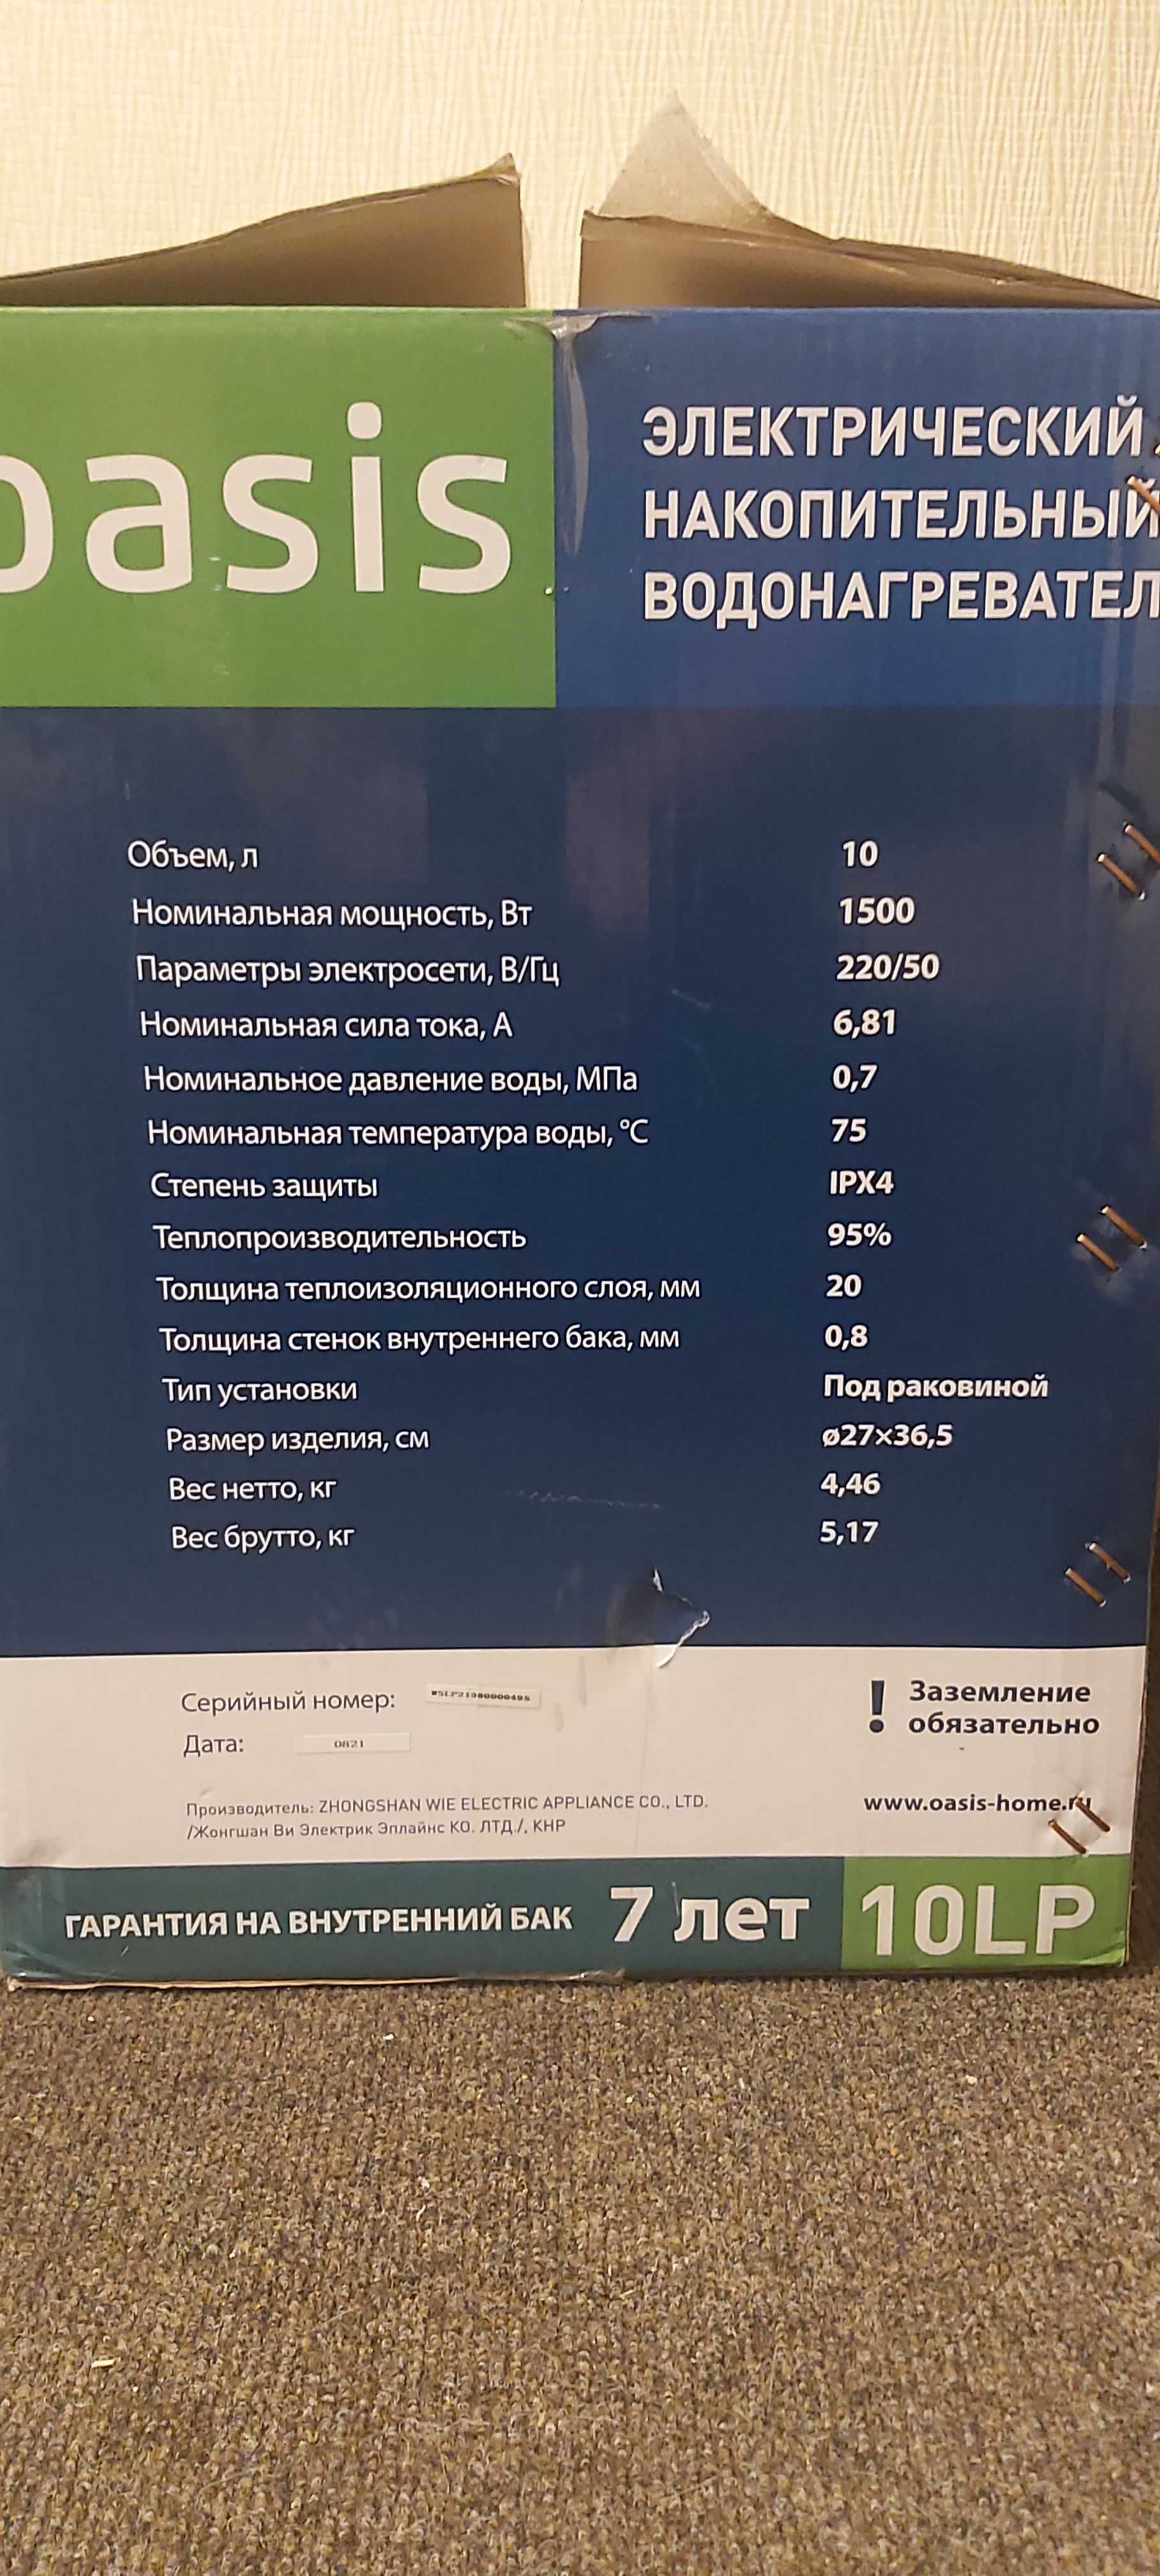 oasis
ЭЛЕКТРИЧЕСКИЙ
НАКОПИТЕЛЬНЫЙ
ВОДОНАГРЕВАТЕЛ
Объем, л 10
Номинальная мощность, Вт 1500
Параметры электросети, В/Гц 220/50
Номинальная сила тока, А 6,81
Номинальное давление воды, МПа 0,7
Номинальная температура воды, °С 75
Степень защиты IPX4
Теплопроизводительность 95%
Толщина теплоизоляционного слоя, мм 20
Толщина стенок внутреннего бака, мм 0,8
Тип установки Под раковиной
Размер изделия, см ø27×36,5
Вес нетто, кг 4,46
Вес брутто, кг 5,17
Серийный номер:
Дата: 0821
! Заземление
обязательно
Производитель: ZHONGSHAN WIE ELECTRIC APPLIANCE CO., LTD.
/Жонгшан Ви Электрик Эплайнс КО. ЛТД./, КНР
www.oasis-home.ru
ГАРАНТИЯ НА ВНУТРЕННИЙ БАК 7 лет 10LP